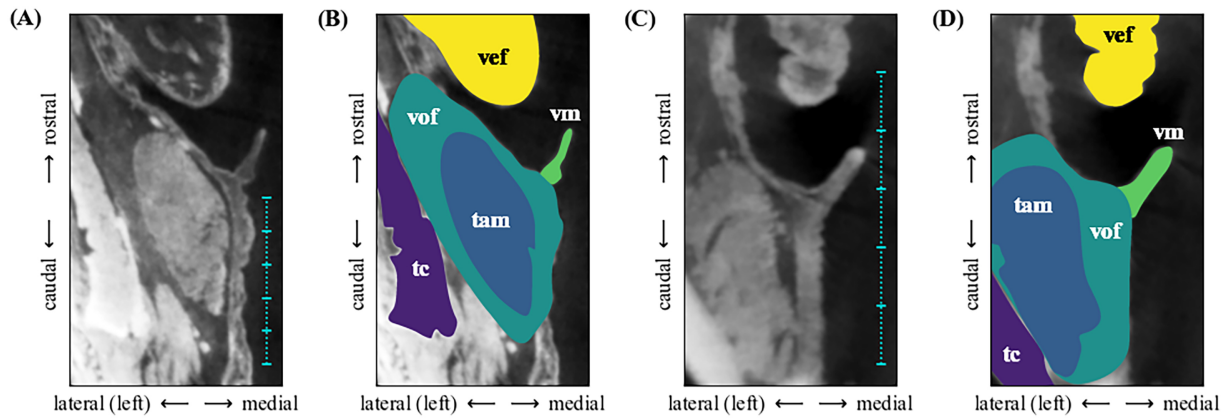 (A)
caudal ← → rostral
lateral (left) ← → medial
(B)
vef
vof
vm
tam
tc
caudal ← → rostral
lateral (left) ← → medial
(C)
caudal ← → rostral
lateral (left) ← → medial
(D)
vef
vm
tam
vof
tc
caudal ← → rostral
lateral (left) ← → medial